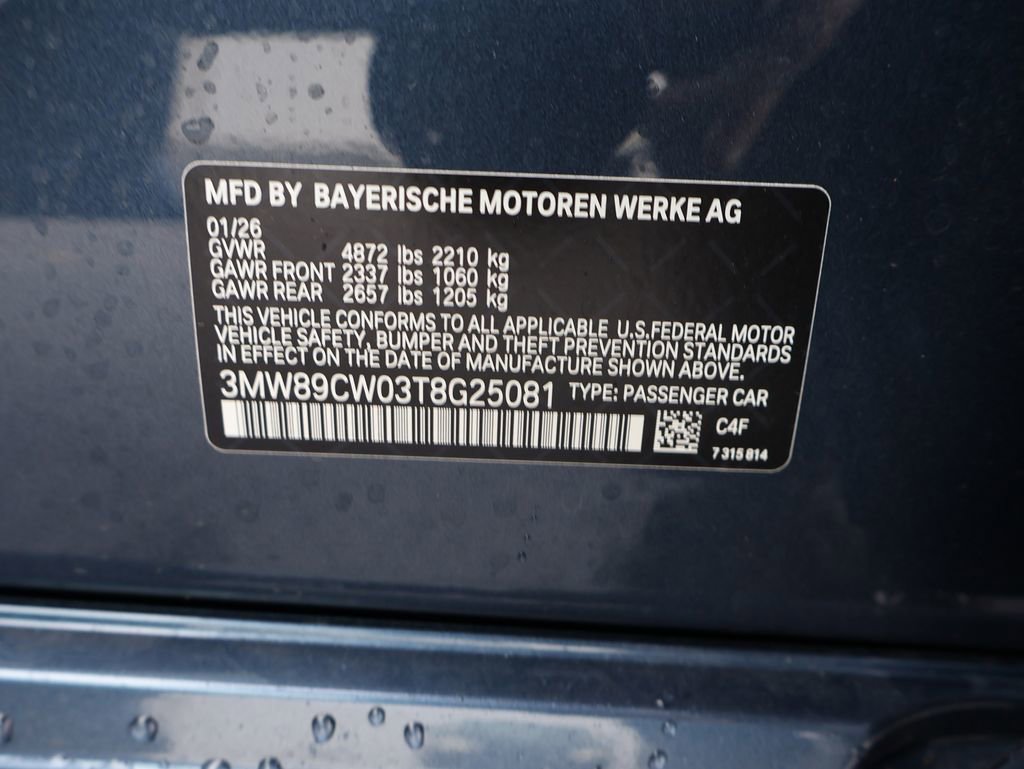 MFD BY BAYERISCHE MOTOREN WERKE AG
01/26
GVWR 4872 lbs 2210 kg
GAWR FRONT 2337 lbs 1060 kg
GAWR REAR 2657 lbs 1205 kg
THIS VEHICLE CONFORMS TO ALL APPLICABLE U.S.FEDERAL MOTOR
VEHICLE SAFETY, BUMPER AND THEFT PREVENTION STANDARDS
IN EFFECT ON THE DATE OF MANUFACTURE SHOWN ABOVE.
3MW89CW03T8G25081 TYPE: PASSENGER CAR
C4F
7 315 814